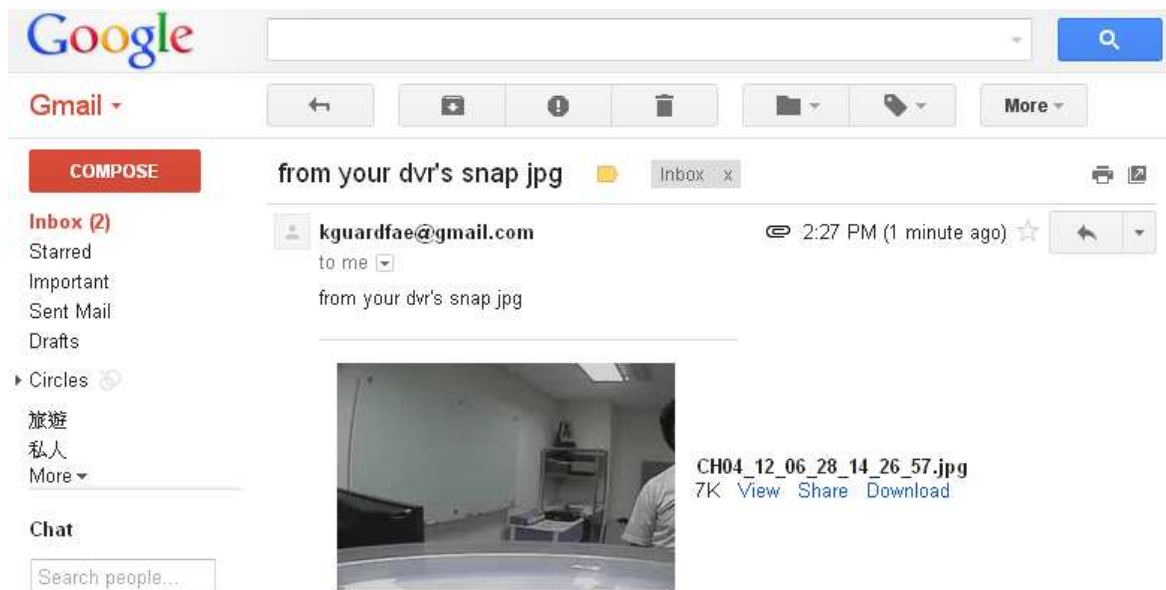 Google
Gmail
More
COMPOSE
from your dvr's snap jpg
Inbox x
Inbox (2)
Starred
Important
Sent Mail
Drafts
Circles
旅遊
私人
More
Chat
Search people...
kguardfae@gmail.com
2:27 PM (1 minute ago)
to me
from your dvr's snap jpg
CH04_12_06_28_14_26_57.jpg
7K View Share Download